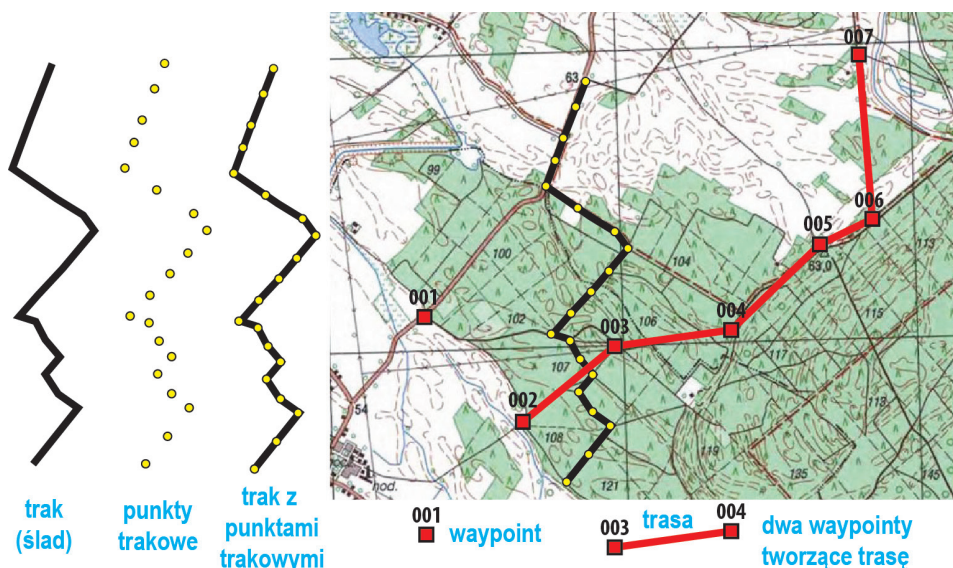 007
63
99
006
005
113
63,0
104
100
001
004
115
102
003
106
117
107
002
54
108
119
135
145
121
hod.
trak
(ślad)
punkty
trakowe
trak z
punktami
trakowymi
001
waypoint
003
trasa
004
dwa waypointy
tworzące trasę